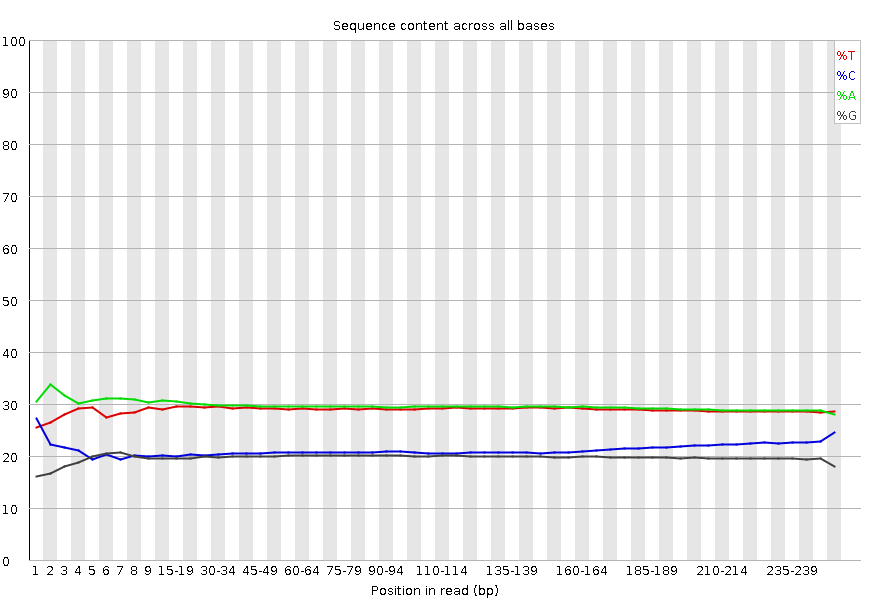 Sequence content across all bases
100
90
80
70
60
50
40
30
20
10
0
%T
%C
%A
%G
1 2 3 4 5 6 7 8 9 15-19 30-34 45-49 60-64 75-79 90-94 110-114 135-139 160-164 185-189 210-214 235-239
Position in read (bp)